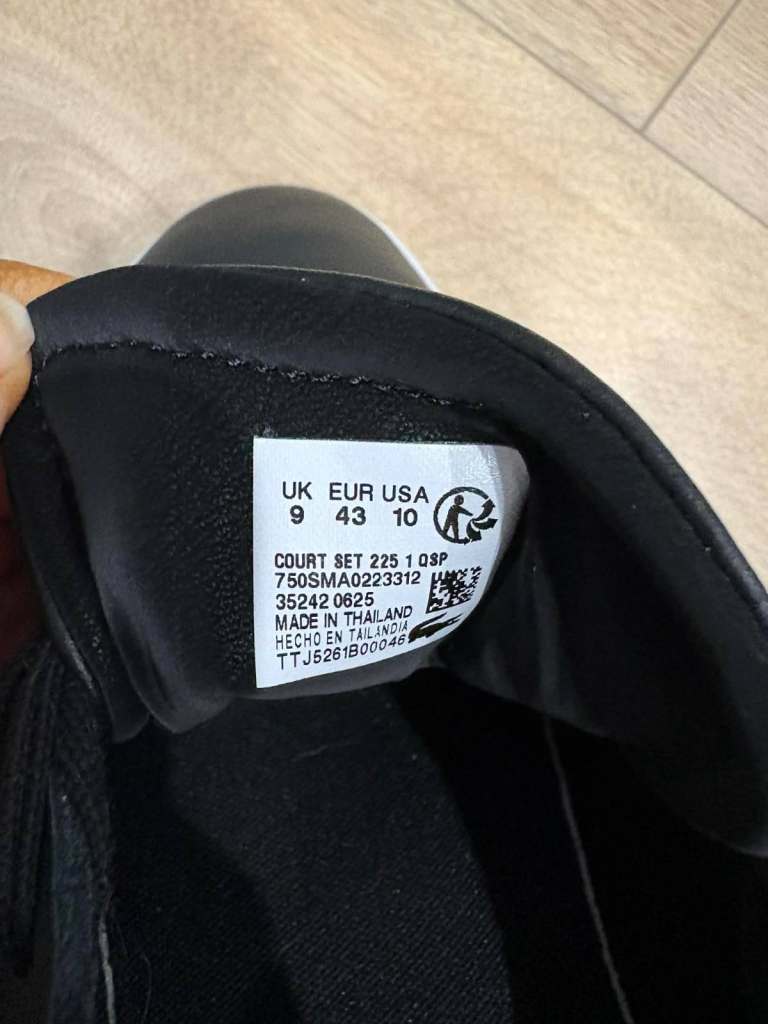 UK EUR USA
9 43 10
COURT SET 225 1 QSP
750SMA0223312
35242 0625
MADE IN THAILAND
HECHO EN TAILANDIA
TTJ5261B00046